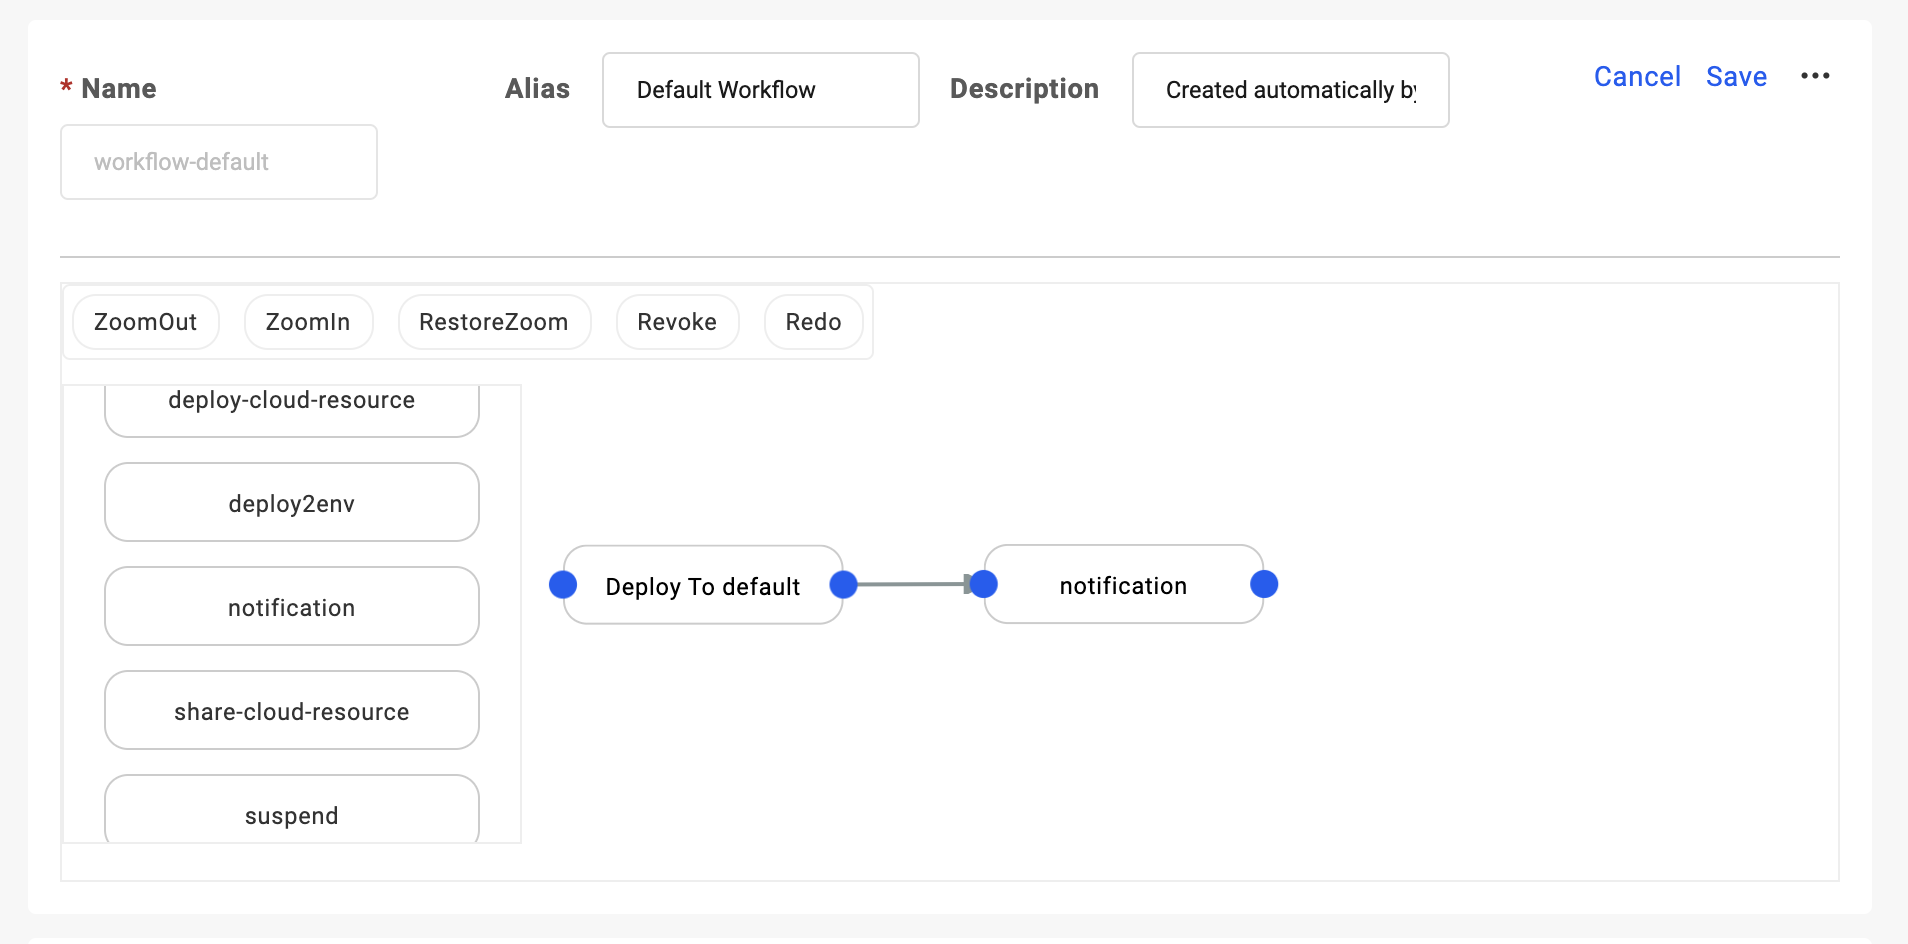 * Name
workflow-default
Alias
Default Workflow
Description
Created automatically by
Cancel
Save
ZoomOut
ZoomIn
RestoreZoom
Revoke
Redo
deploy-cloud-resource
deploy2env
notification
share-cloud-resource
suspend
Deploy To default
notification